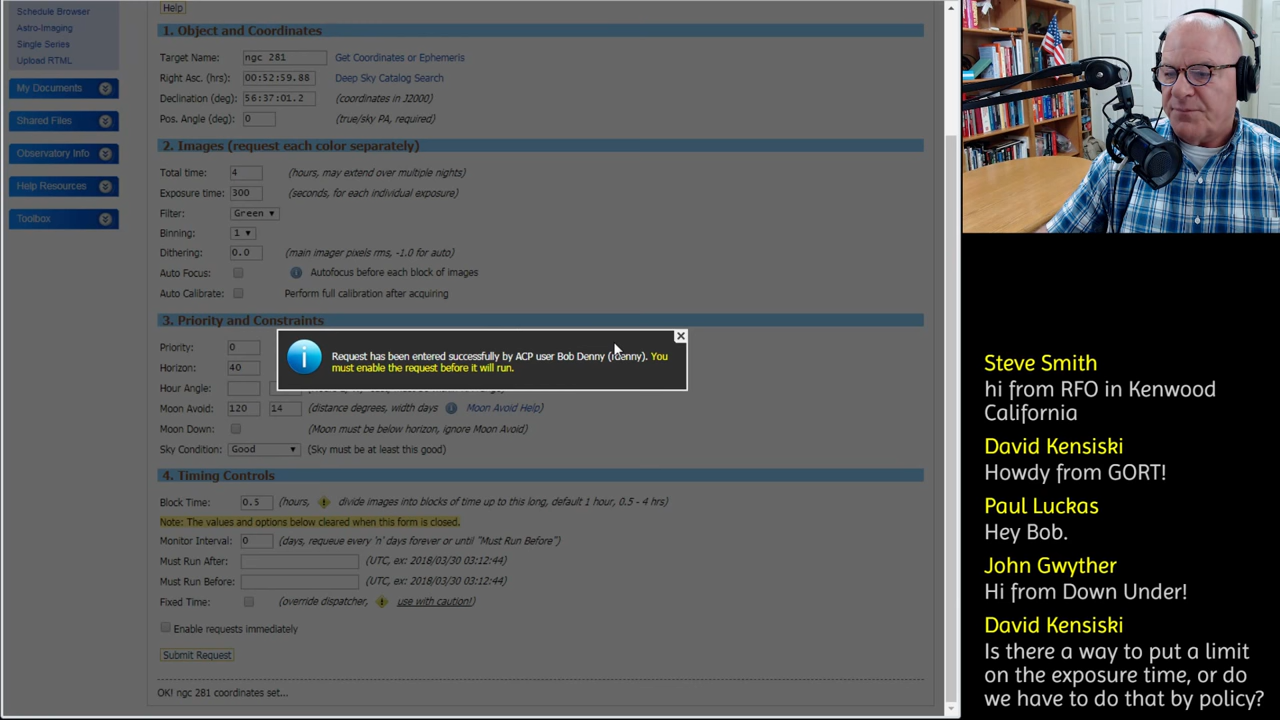 Schedule Browser
Astro-Imaging
Single Series
Upload RTML
My Documents
Shared Files
Observatory Info
Help Resources
Toolbox
Help
1. Object and Coordinates
Target Name: ngc 281 Get Coordinates or Ephemeris
Right Asc. (hrs): 00:52:59.88 Deep Sky Catalog Search
Declination (deg): 56:37:01.2 (coordinates in J2000)
Pos. Angle (deg): 0 (true/sky PA, required)
2. Images (request each color separately)
Total time: 4 (hours, may extend over multiple nights)
Exposure time: 300 (seconds, for each individual exposure)
Filter: Green
Binning: 1
Dithering: 0.0 (main imager pixels rms, -1.0 for auto)
Auto Focus: Autofocus before each block of images
Auto Calibrate: Perform full calibration after acquiring
3. Priority and Constraints
Priority: 0
Horizon: 40
Request has been entered successfully by ACP user Bob Denny (rdenny). You
must enable the request before it will run.
Hour Angle:
Moon Avoid: 120 14 (distance degrees, width days) Moon Avoid Help)
Moon Down: (Moon must be below horizon, ignore Moon Avoid)
Sky Condition: Good (Sky must be at least this good)
4. Timing Controls
Block Time: 0.5 (hours, divide images into blocks of time up to this long, default 1 hour, 0.5 - 4 hrs)
Note: The values and options below cleared when this form is closed.
Monitor Interval: 0 (days, requeue every 'n' days forever or until "Must Run Before")
Must Run After: (UTC, ex: 2018/03/30 03:12:44)
Must Run Before: (UTC, ex: 2018/03/30 03:12:44)
Fixed Time: (override dispatcher, use with caution!)
Enable requests immediately
Submit Request
OK! ngc 281 coordinates set...
Steve Smith
hi from RFO in Kenwood
California
David Kensiski
Howdy from GORT!
Paul Luckas
Hey Bob.
John Gwyther
Hi from Down Under!
David Kensiski
Is there a way to put a limit
on the exposure time, or do
we have to do that by policy?